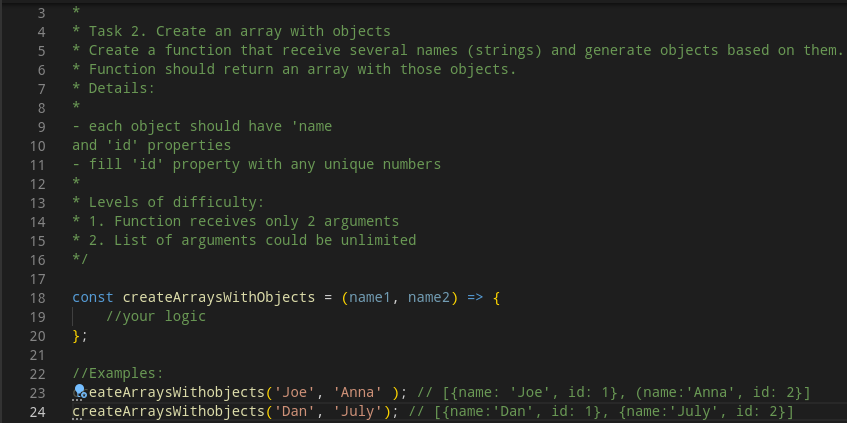 3 *
4 * Task 2. Create an array with objects
5 * Create a function that receive several names (strings) and generate objects based on them.
6 * Function should return an array with those objects.
7 * Details:
8 *
9 - each object should have 'name
10 and 'id' properties
11 - fill 'id' property with any unique numbers
12 *
13 * Levels of difficulty:
14 * 1. Function receives only 2 arguments
15 * 2. List of arguments could be unlimited
16 */
17
18 const createArraysWithObjects = (name1, name2) => {
19 //your logic
20 };
21
22 //Examples:
23 eateArraysWithobjects('Joe', 'Anna' ); // [{name: 'Joe', id: 1}, (name:'Anna', id: 2}]
24 createArraysWithobjects('Dan', 'July'); // [{name:'Dan', id: 1}, {name:'July', id: 2}]